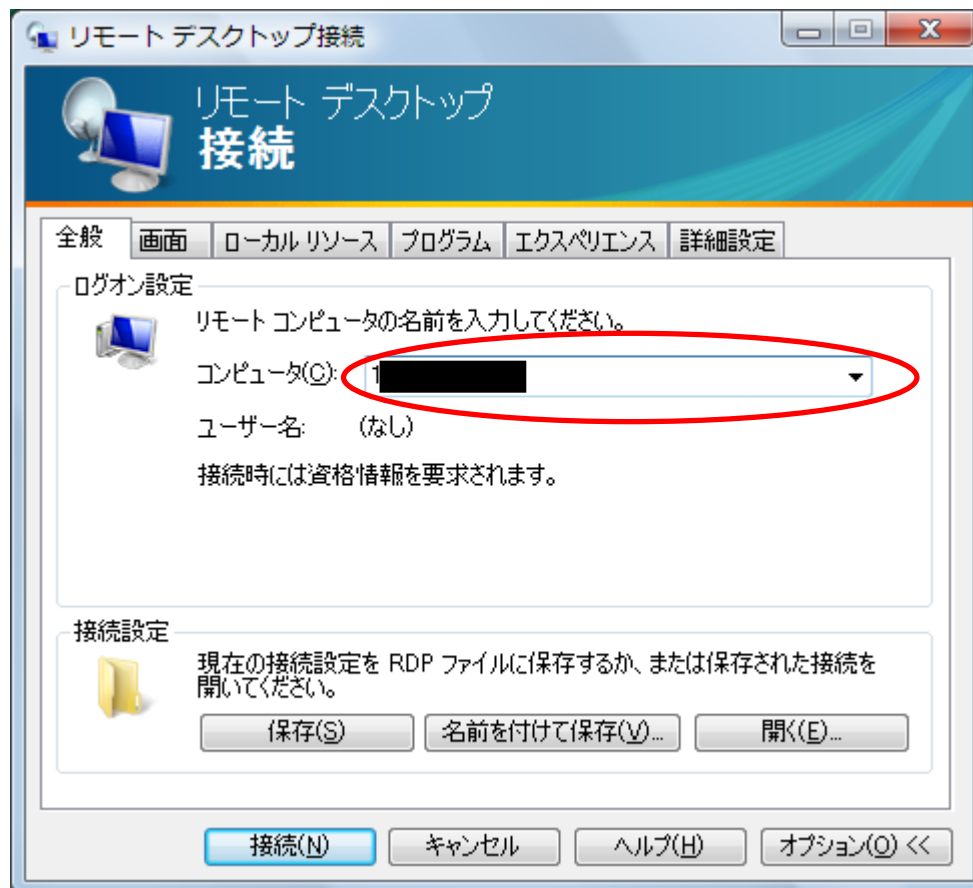 リモート デスクトップ接続
リモート デスクトップ
接続
全般 画面 ローカル リソース プログラム エクスペリエンス 詳細設定
ログオン設定
リモート コンピュータの名前を入力してください。
コンピュータ(C): 1
ユーザー名: (なし)
接続時には資格情報を要求されます。
接続設定
現在の接続設定を RDP ファイルに保存するか、または保存された接続を
開いてください。
保存(S) 名前を付けて保存(V)... 開く(E)...
接続(N) キャンセル ヘルプ(H) オプション(O) <<